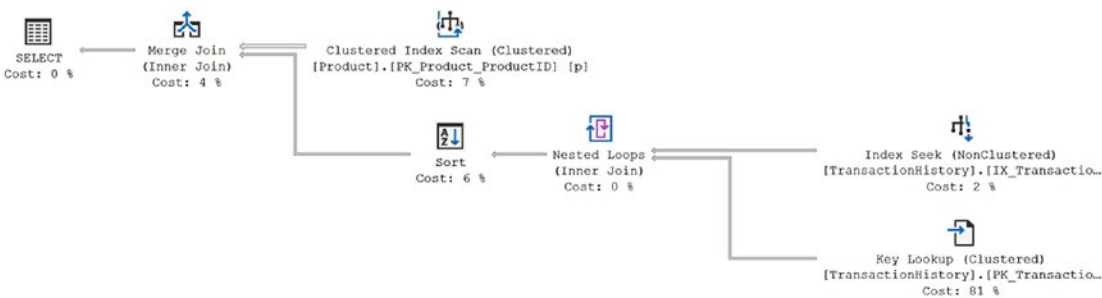 SELECT
Cost: 0 %
Merge Join
(Inner Join)
Cost: 4 %
Clustered Index Scan (Clustered)
[Product].[PK_Product_ProductID] [p]
Cost: 7 %
A
Z
Sort
Cost: 6 %
Nested Loops
(Inner Join)
Cost: 0 %
Index Seek (NonClustered)
[TransactionHistory].[IX_Transactio…
Cost: 2 %
Key Lookup (Clustered)
[TransactionHistory].[PK_Transactio…
Cost: 81 %